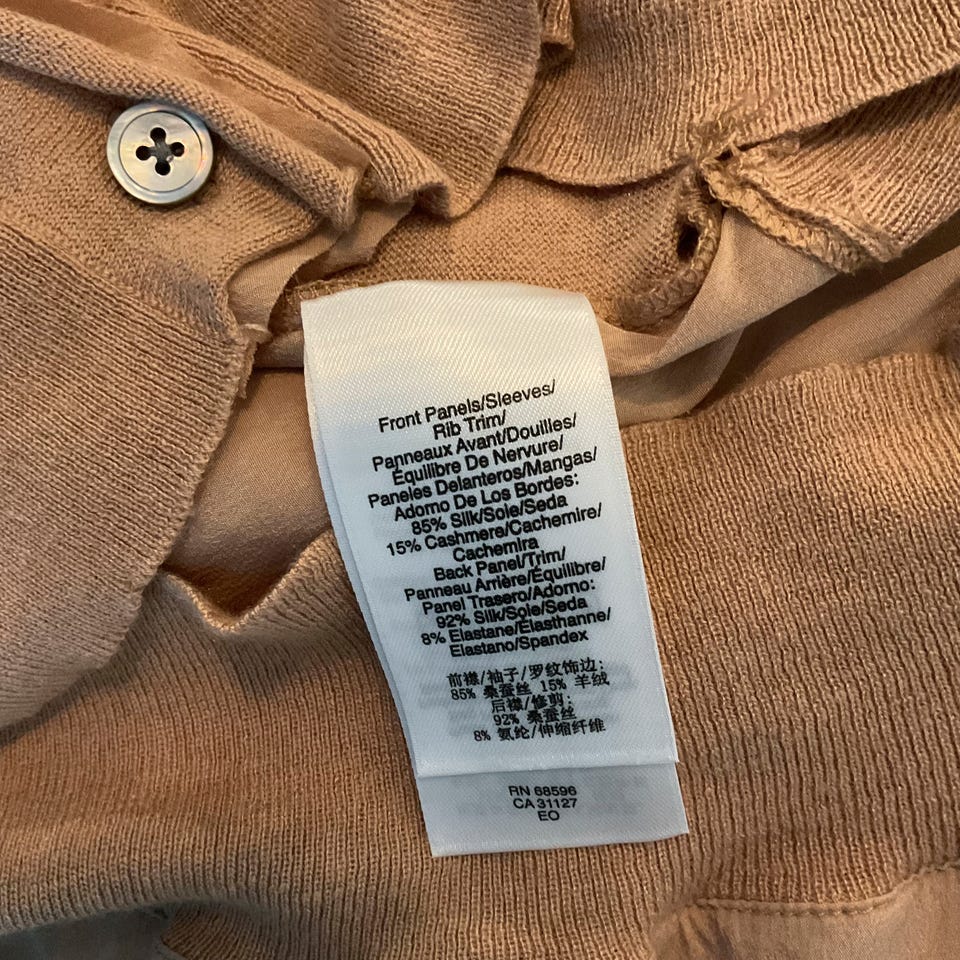 Front Panels/Sleeves/
Rib Trim/
Panneaux Avant/Douilles/
Équilibre De Nervure/
Paneles Delanteros/Mangas/
Adorno De Los Bordes:
85% Silk/Soie/Seda
15% Cashmere/Cachemire/
Cachemira
Back Panel/Trim/
Panneau Arrière/Équilibre/
Panel Trasero/Adorno:
92% Silk/Soie/Seda
8% Elastane/Élasthanne/
Elastano/Spandex
前襟/袖子/罗纹饰边:
85% 桑蚕丝 15% 羊绒
后襟/修剪:
92% 桑蚕丝
8% 氨纶/伸缩纤维
RN 68596
CA 31127
EO